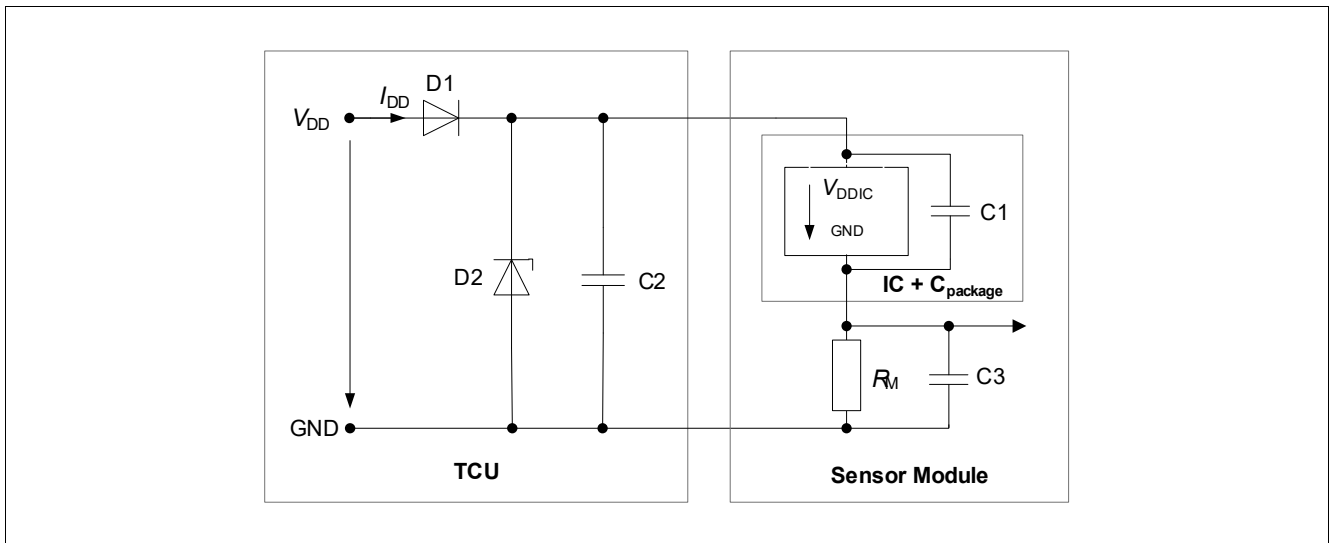 D1
I_DD
V_DD
V_DDIC
C1
GND
D2
C2
IC + C_package
R_M
C3
GND
TCU
Sensor Module